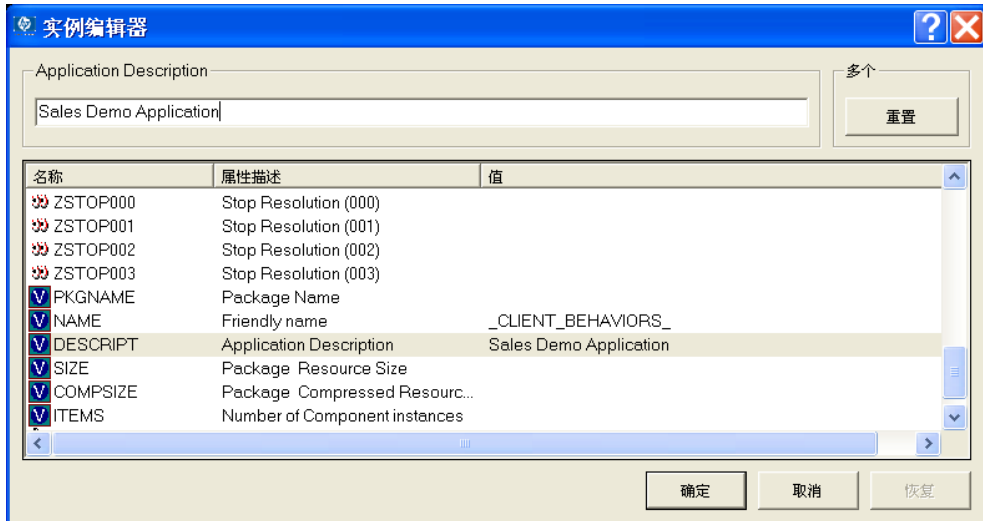 实例编辑器
Application Description
多个
Sales Demo Application
重置
名称 属性描述 值
ZSTOP000 Stop Resolution (000)
ZSTOP001 Stop Resolution (001)
ZSTOP002 Stop Resolution (002)
ZSTOP003 Stop Resolution (003)
V PKGNAME Package Name
V NAME Friendly name _CLIENT_BEHAVIORS_
V DESCRIPT Application Description Sales Demo Application
V SIZE Package Resource Size
V COMPSIZE Package Compressed Resourc...
V ITEMS Number of Component instances
确定 取消 恢复